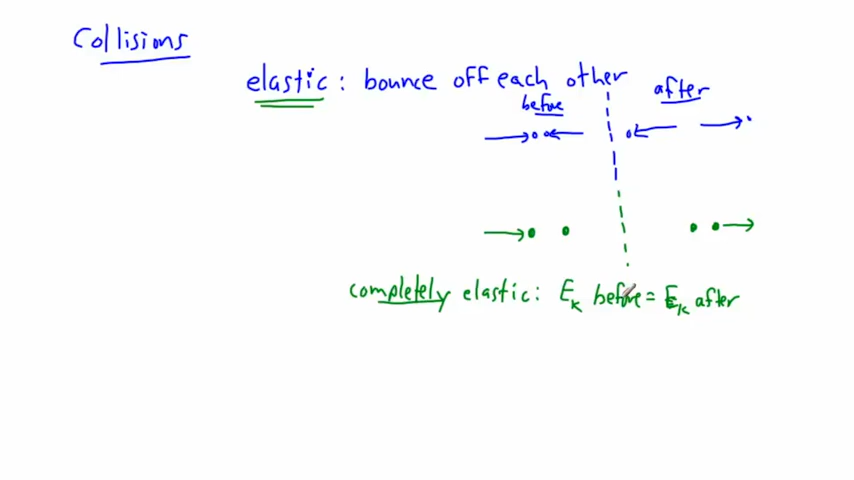 Collisions
elastic: bounce off each other
before
after
completely elastic: Eₖ before = Eₖ after